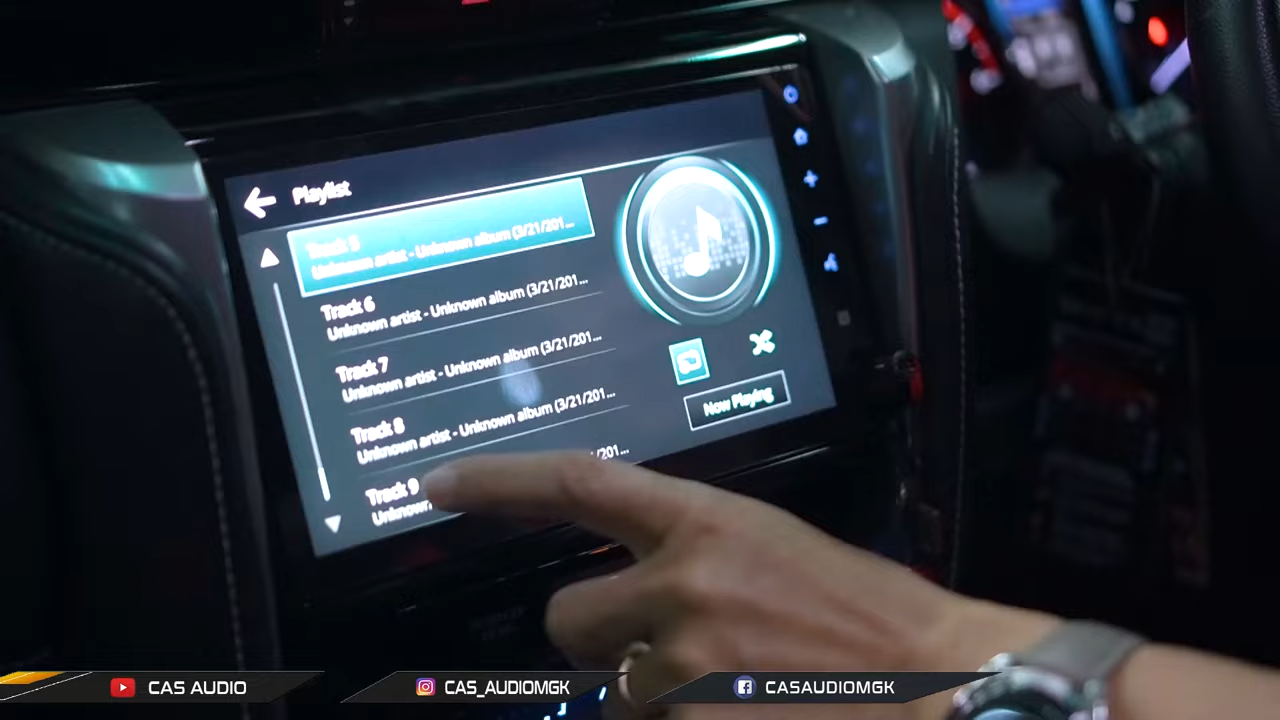 Playlist
Track 5
Unknown artist - Unknown album (3/21/201...
Track 6
Unknown artist - Unknown album (3/21/201...
Track 7
Unknown artist - Unknown album (3/21/201...
Track 8
Unknown artist - Unknown album (3/21/201...
Track 9
Unknown
/201...
Now Playing
CAS AUDIO
CAS_AUDIOMGK
CASAUDIOMGK